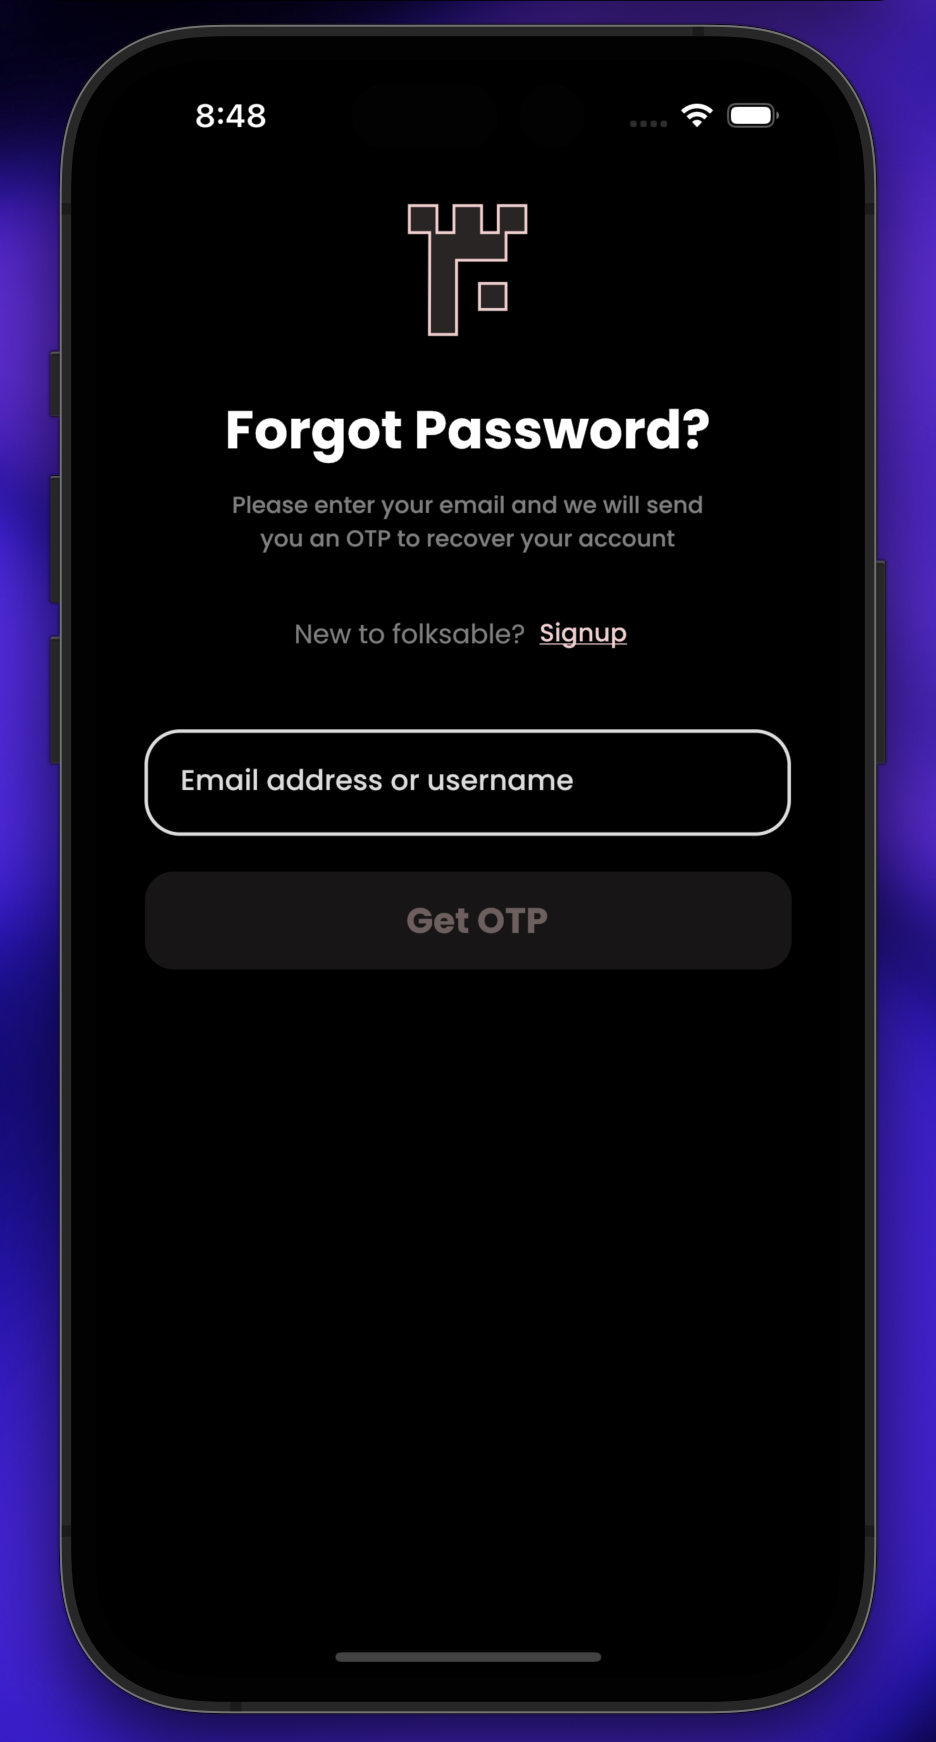 8:48
Forgot Password?
Please enter your email and we will send
you an OTP to recover your account
New to folksable? Signup
Email address or username
Get OTP